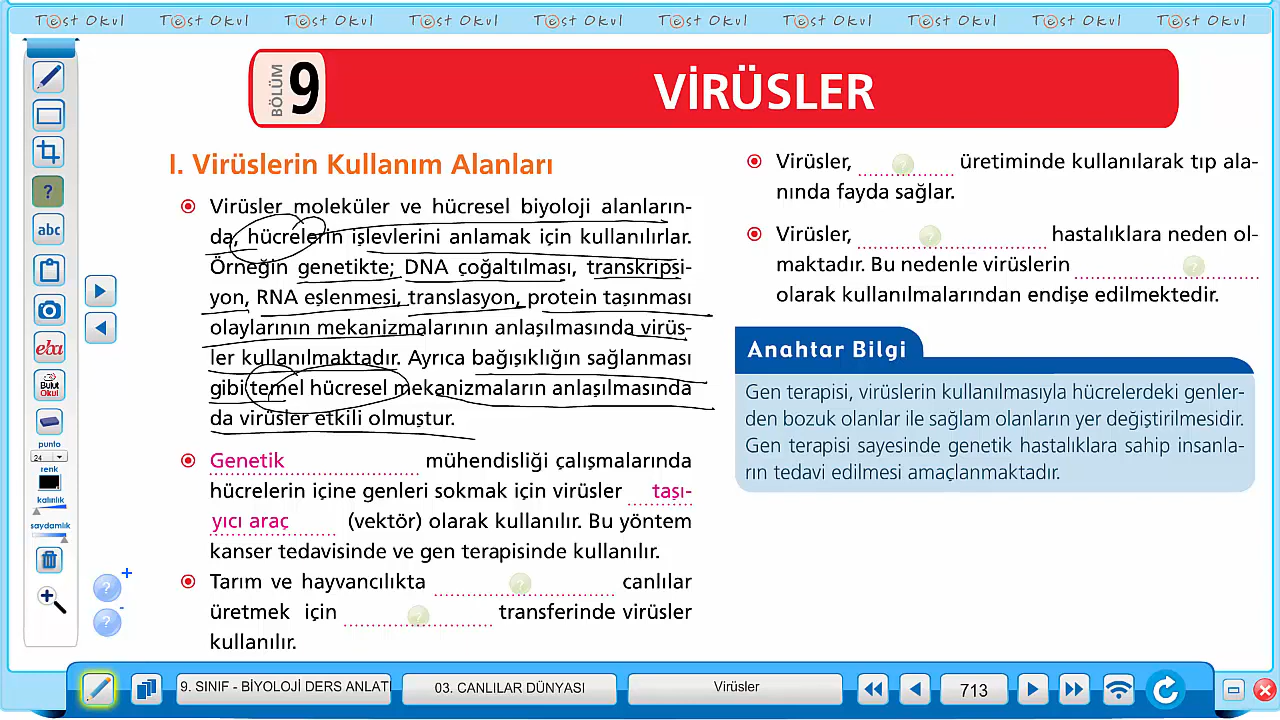 Test Okul Test Okul Test Okul Test Okul Test Okul Test Okul Test Okul Test Okul Test Okul Test Okul
BÖLÜM 9
VİRÜSLER
I. Virüslerin Kullanım Alanları
Virüsler moleküler ve hücresel biyoloji alanların-
da, hücrelerin işlevlerini anlamak için kullanılırlar.
Örneğin genetikte; DNA çoğaltılması, transkripsi-
yon, RNA eşlenmesi, translasyon, protein taşınması
olaylarının mekanizmalarının anlaşılmasında virüs-
ler kullanılmaktadır. Ayrıca bağışıklığın sağlanması
gibi temel hücresel mekanizmaların anlaşılmasında
da virüsler etkili olmuştur.
Genetik mühendisliği çalışmalarında
hücrelerin içine genleri sokmak için virüsler taşı-
yıcı araç (vektör) olarak kullanılır. Bu yöntem
kanser tedavisinde ve gen terapisinde kullanılır.
Tarım ve hayvancılıkta ? canlılar
üretmek için ? transferinde virüsler
kullanılır.
Virüsler, ? üretiminde kullanılarak tıp ala-
nında fayda sağlar.
Virüsler, ? hastalıklara neden ol-
maktadır. Bu nedenle virüslerin ?
olarak kullanılmalarından endişe edilmektedir.
Anahtar Bilgi
Gen terapisi, virüslerin kullanılmasıyla hücrelerdeki genler-
den bozuk olanlar ile sağlam olanların yer değiştirilmesidir.
Gen terapisi sayesinde genetik hastalıklara sahip insanla-
rın tedavi edilmesi amaçlanmaktadır.
?
abc
eba
Bulut
Okul
punto
24
renk
kalınlık
saydamlık
? +
? -
9. SINIF - BİYOLOJİ DERS ANLATI
03. CANLILAR DÜNYASI
Virüsler
713